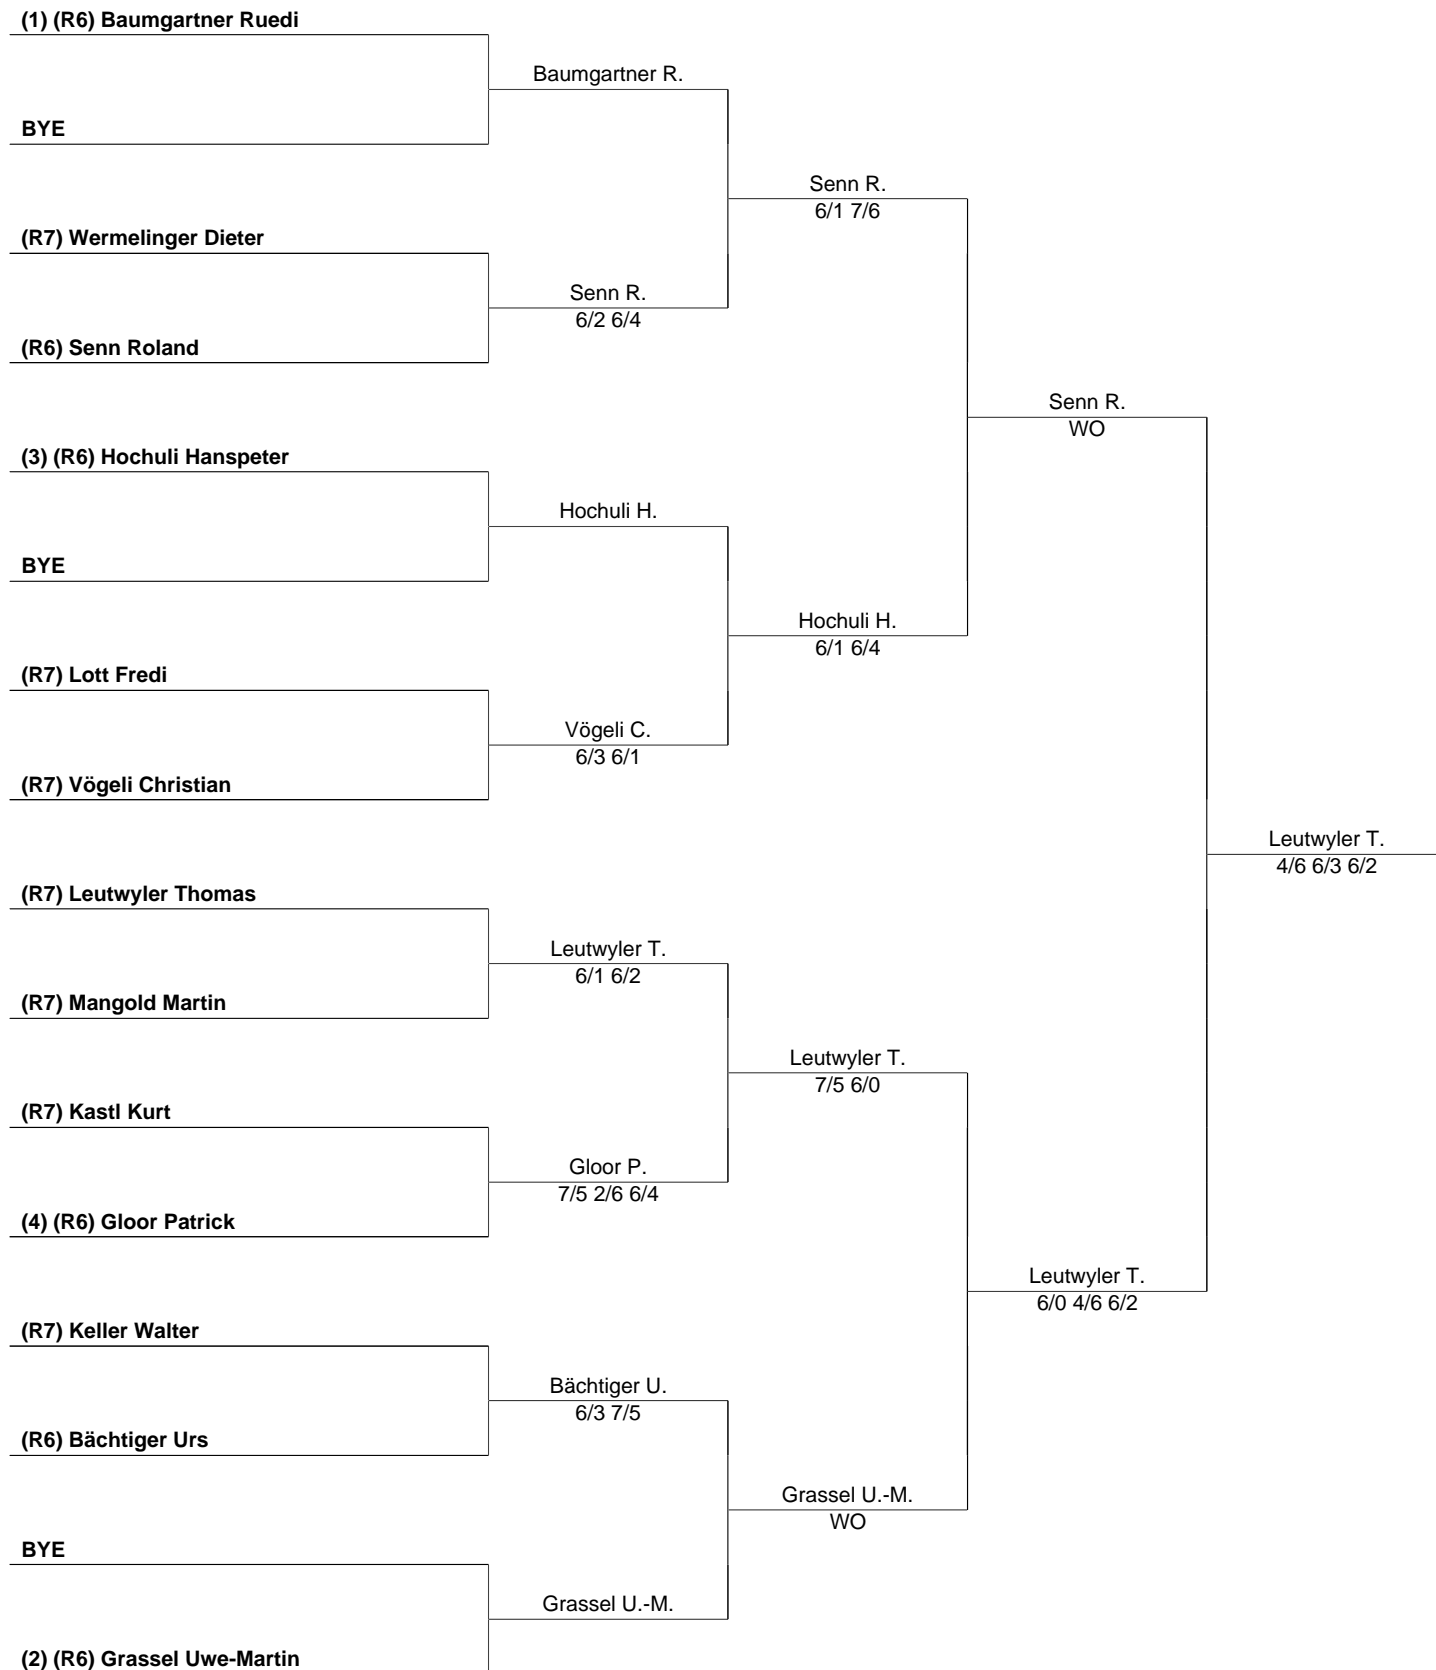 (1) (R6) Baumgartner Ruedi
Baumgartner R.
BYE
Senn R.
6/1 7/6
(R7) Wermelinger Dieter
Senn R.
6/2 6/4
(R6) Senn Roland
Senn R.
WO
(3) (R6) Hochuli Hanspeter
Hochuli H.
BYE
Hochuli H.
6/1 6/4
(R7) Lott Fredi
Vögeli C.
6/3 6/1
(R7) Vögeli Christian
Leutwyler T.
4/6 6/3 6/2
(R7) Leutwyler Thomas
Leutwyler T.
6/1 6/2
(R7) Mangold Martin
Leutwyler T.
7/5 6/0
(R7) Kastl Kurt
Gloor P.
7/5 2/6 6/4
(4) (R6) Gloor Patrick
Leutwyler T.
6/0 4/6 6/2
(R7) Keller Walter
Bächtiger U.
6/3 7/5
(R6) Bächtiger Urs
Grassel U.-M.
WO
BYE
Grassel U.-M.
(2) (R6) Grassel Uwe-Martin